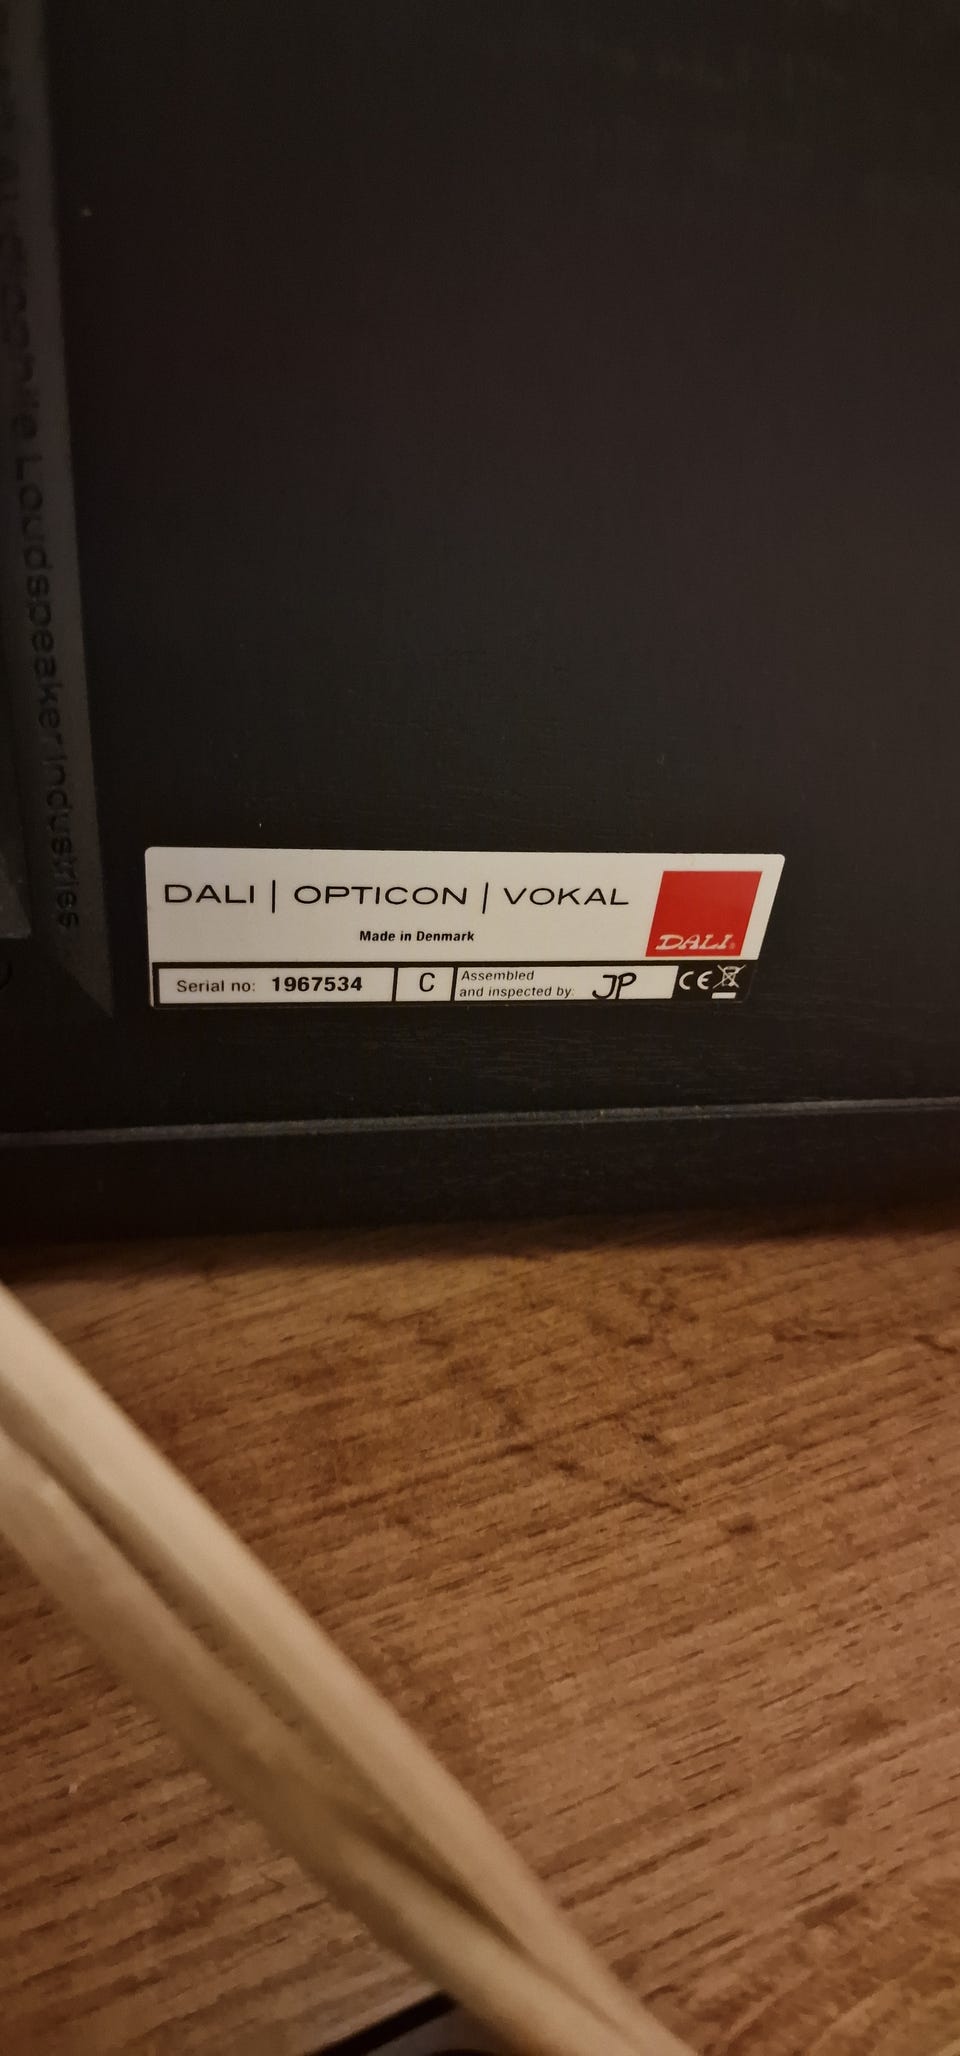 DALI | OPTICON | VOKAL
Made in Denmark
DALI
Serial no: 1967534
C
Assembled
and inspected by:
JP
CE
Loudspeaker Industries